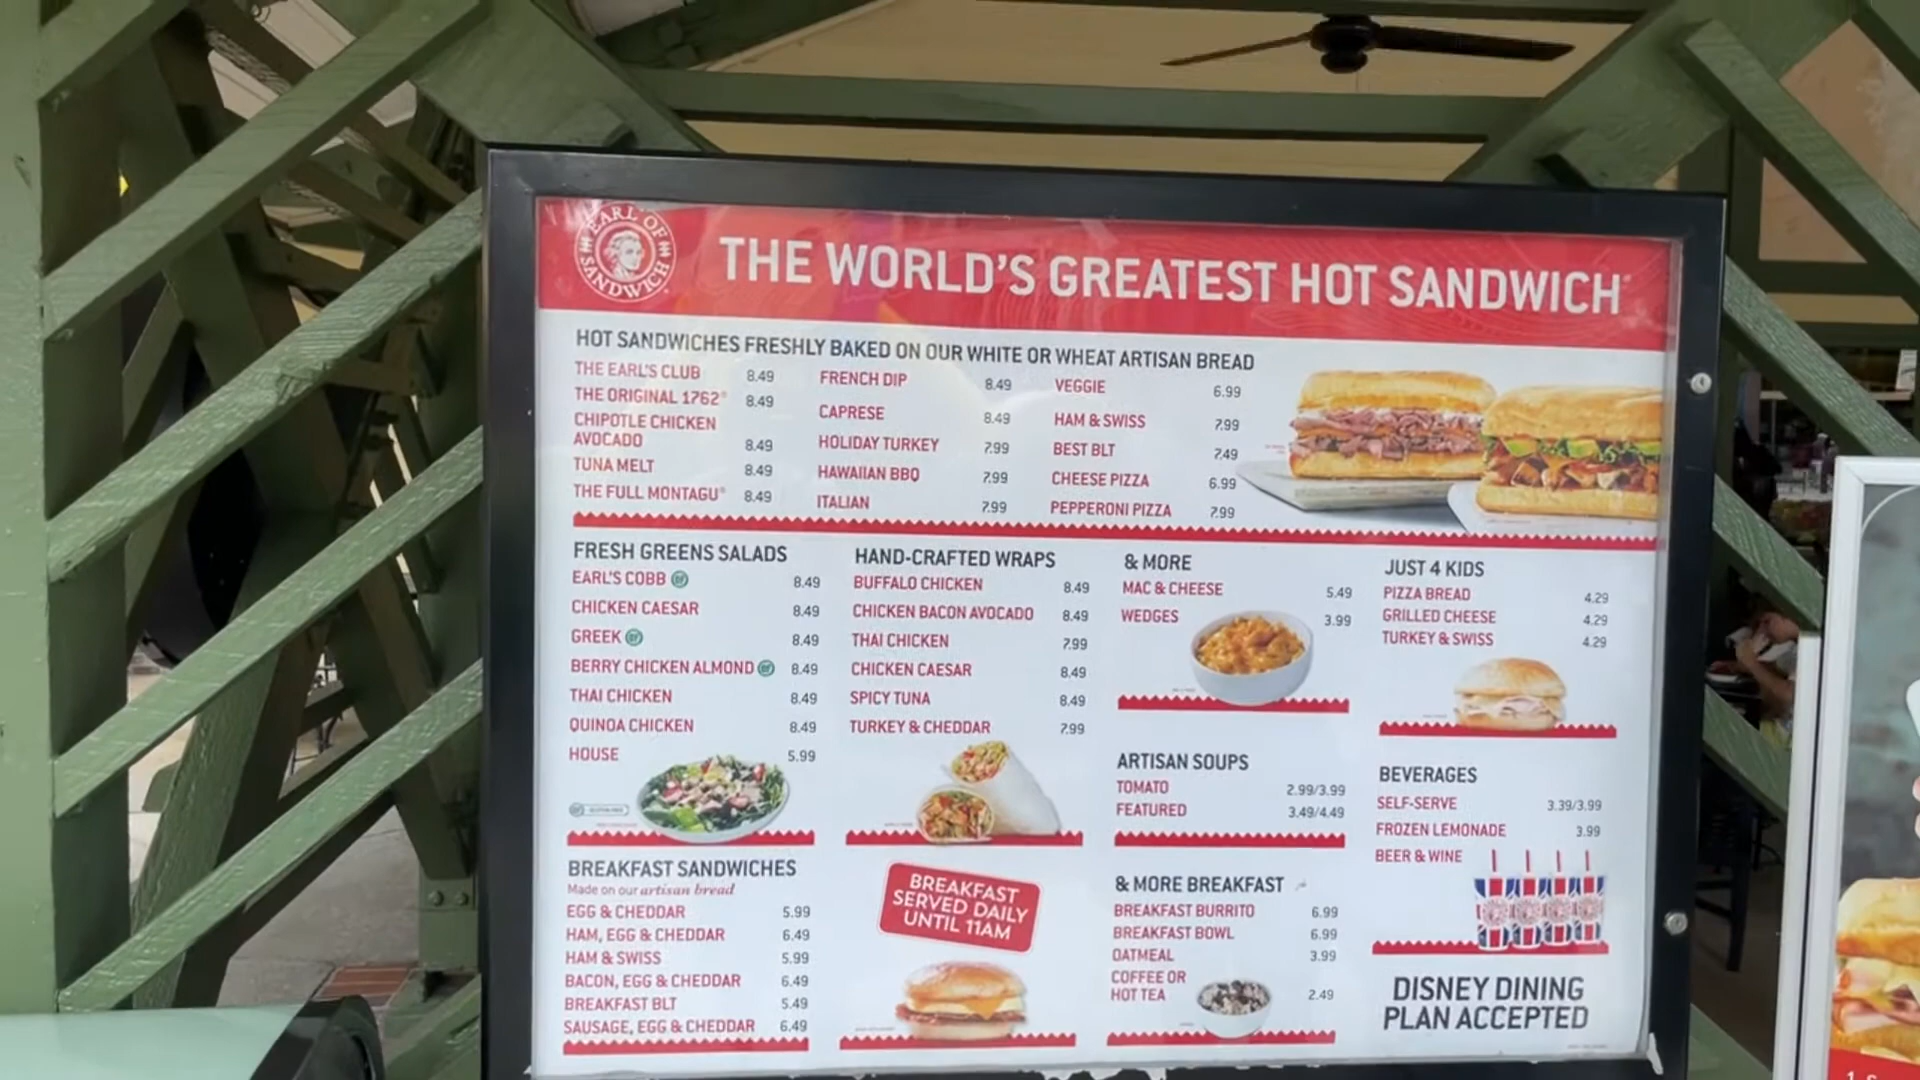 EARL OF SANDWICH
THE WORLD'S GREATEST HOT SANDWICH
HOT SANDWICHES FRESHLY BAKED ON OUR WHITE OR WHEAT ARTISAN BREAD
THE EARL'S CLUB 8.49
THE ORIGINAL 1762® 8.49
CHIPOTLE CHICKEN
AVOCADO 8.49
TUNA MELT 8.49
THE FULL MONTAGU® 8.49
FRENCH DIP 8.49
CAPRESE 8.49
HOLIDAY TURKEY 7.99
HAWAIIAN BBQ 7.99
ITALIAN 7.99
VEGGIE 6.99
HAM & SWISS 7.99
BEST BLT 7.49
CHEESE PIZZA 6.99
PEPPERONI PIZZA 7.99
FRESH GREENS SALADS
EARL'S COBB GF 8.49
CHICKEN CAESAR 8.49
GREEK GF 8.49
BERRY CHICKEN ALMOND GF 8.49
THAI CHICKEN 8.49
QUINOA CHICKEN 8.49
HOUSE 5.99
GF GLUTEN FREE
HAND-CRAFTED WRAPS
BUFFALO CHICKEN 8.49
CHICKEN BACON AVOCADO 8.49
THAI CHICKEN 7.99
CHICKEN CAESAR 8.49
SPICY TUNA 8.49
TURKEY & CHEDDAR 7.99
& MORE
MAC & CHEESE 5.49
WEDGES 3.99
JUST 4 KIDS
PIZZA BREAD 4.29
GRILLED CHEESE 4.29
TURKEY & SWISS 4.29
ARTISAN SOUPS
TOMATO 2.99/3.99
FEATURED 3.49/4.49
BEVERAGES
SELF-SERVE 3.39/3.99
FROZEN LEMONADE 3.99
BEER & WINE
BREAKFAST SANDWICHES
Made on our artisan bread
EGG & CHEDDAR 5.99
HAM, EGG & CHEDDAR 6.49
HAM & SWISS 5.99
BACON, EGG & CHEDDAR 6.49
BREAKFAST BLT 5.49
SAUSAGE, EGG & CHEDDAR 6.49
BREAKFAST
SERVED DAILY
UNTIL 11AM
& MORE BREAKFAST
BREAKFAST BURRITO 6.99
BREAKFAST BOWL 6.99
OATMEAL 3.99
COFFEE OR
HOT TEA 2.49
DISNEY DINING
PLAN ACCEPTED